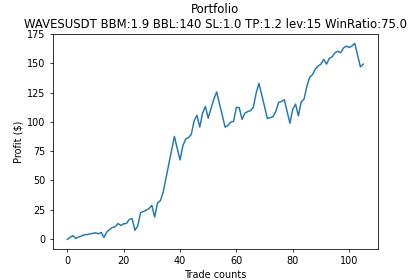 Portfolio
WAVESUSDT BBM:1.9 BBL:140 SL:1.0 TP:1.2 lev:15 WinRatio:75.0
175
150
125
100
75
50
25
0
Profit ($)
0 20 40 60 80 100
Trade counts